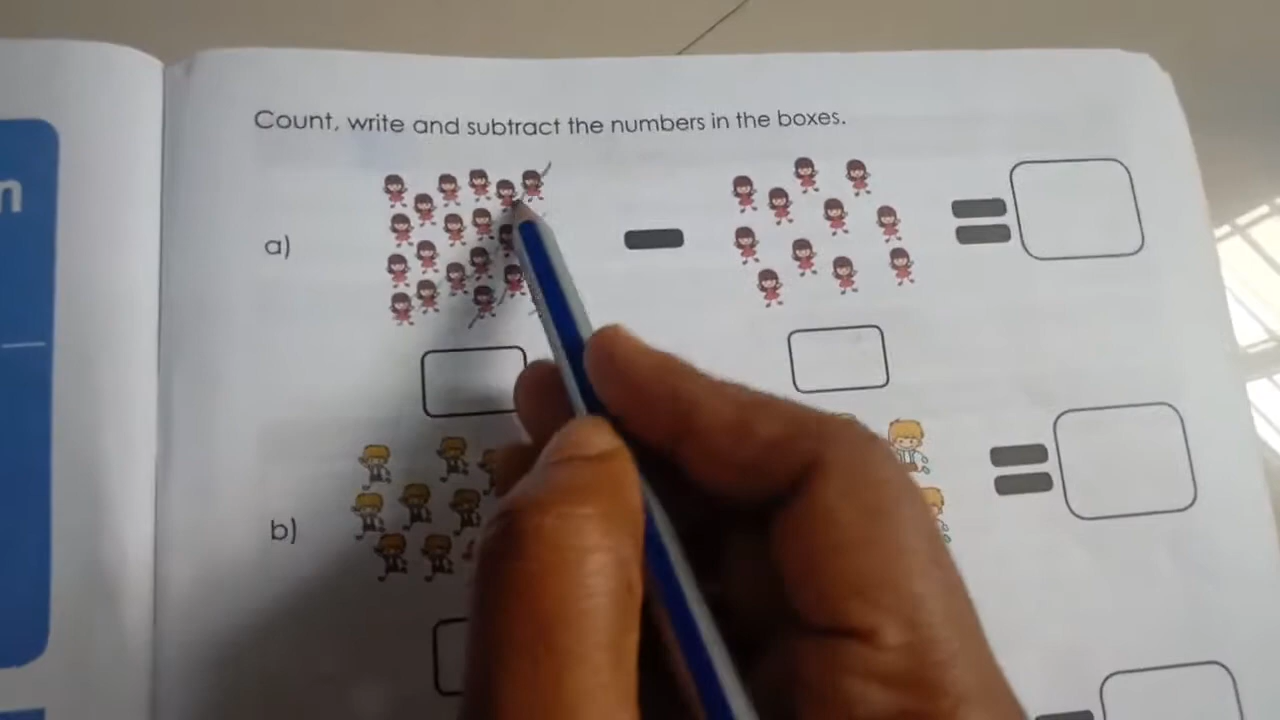 Count, write and subtract the numbers in the boxes.
n
a)
b)